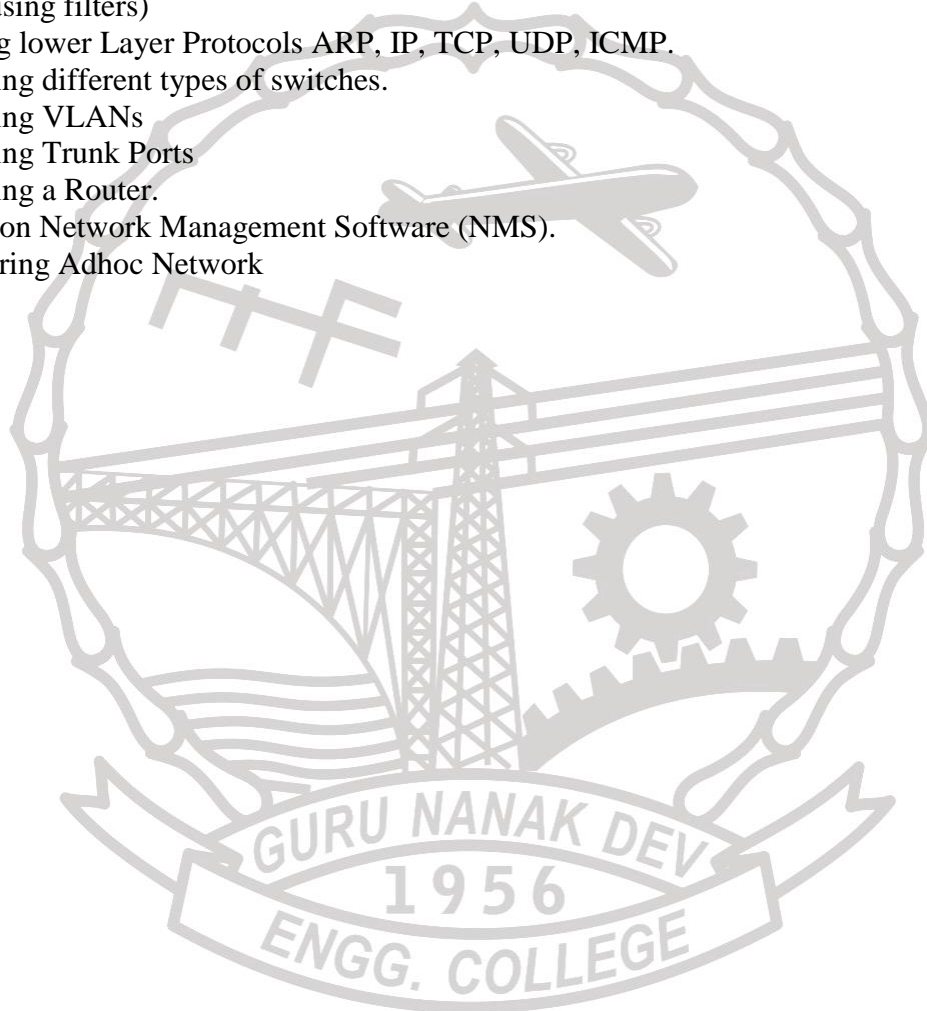 using filters)
g lower Layer Protocols ARP, IP, TCP, UDP, ICMP.
ing different types of switches.
ing VLANs
ing Trunk Ports
ing a Router.
on Network Management Software (NMS).
ring Adhoc Network
GURU NANAK DEV
1956
ENGG. COLLEGE